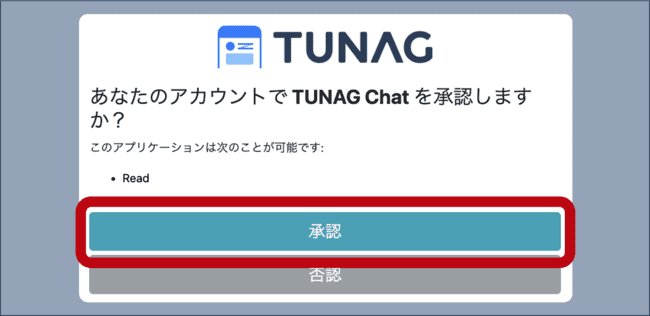 TUNAG
あなたのアカウントで TUNAG Chat を承認します
か？
このアプリケーションは次のことが可能です:
• Read
承認
否認